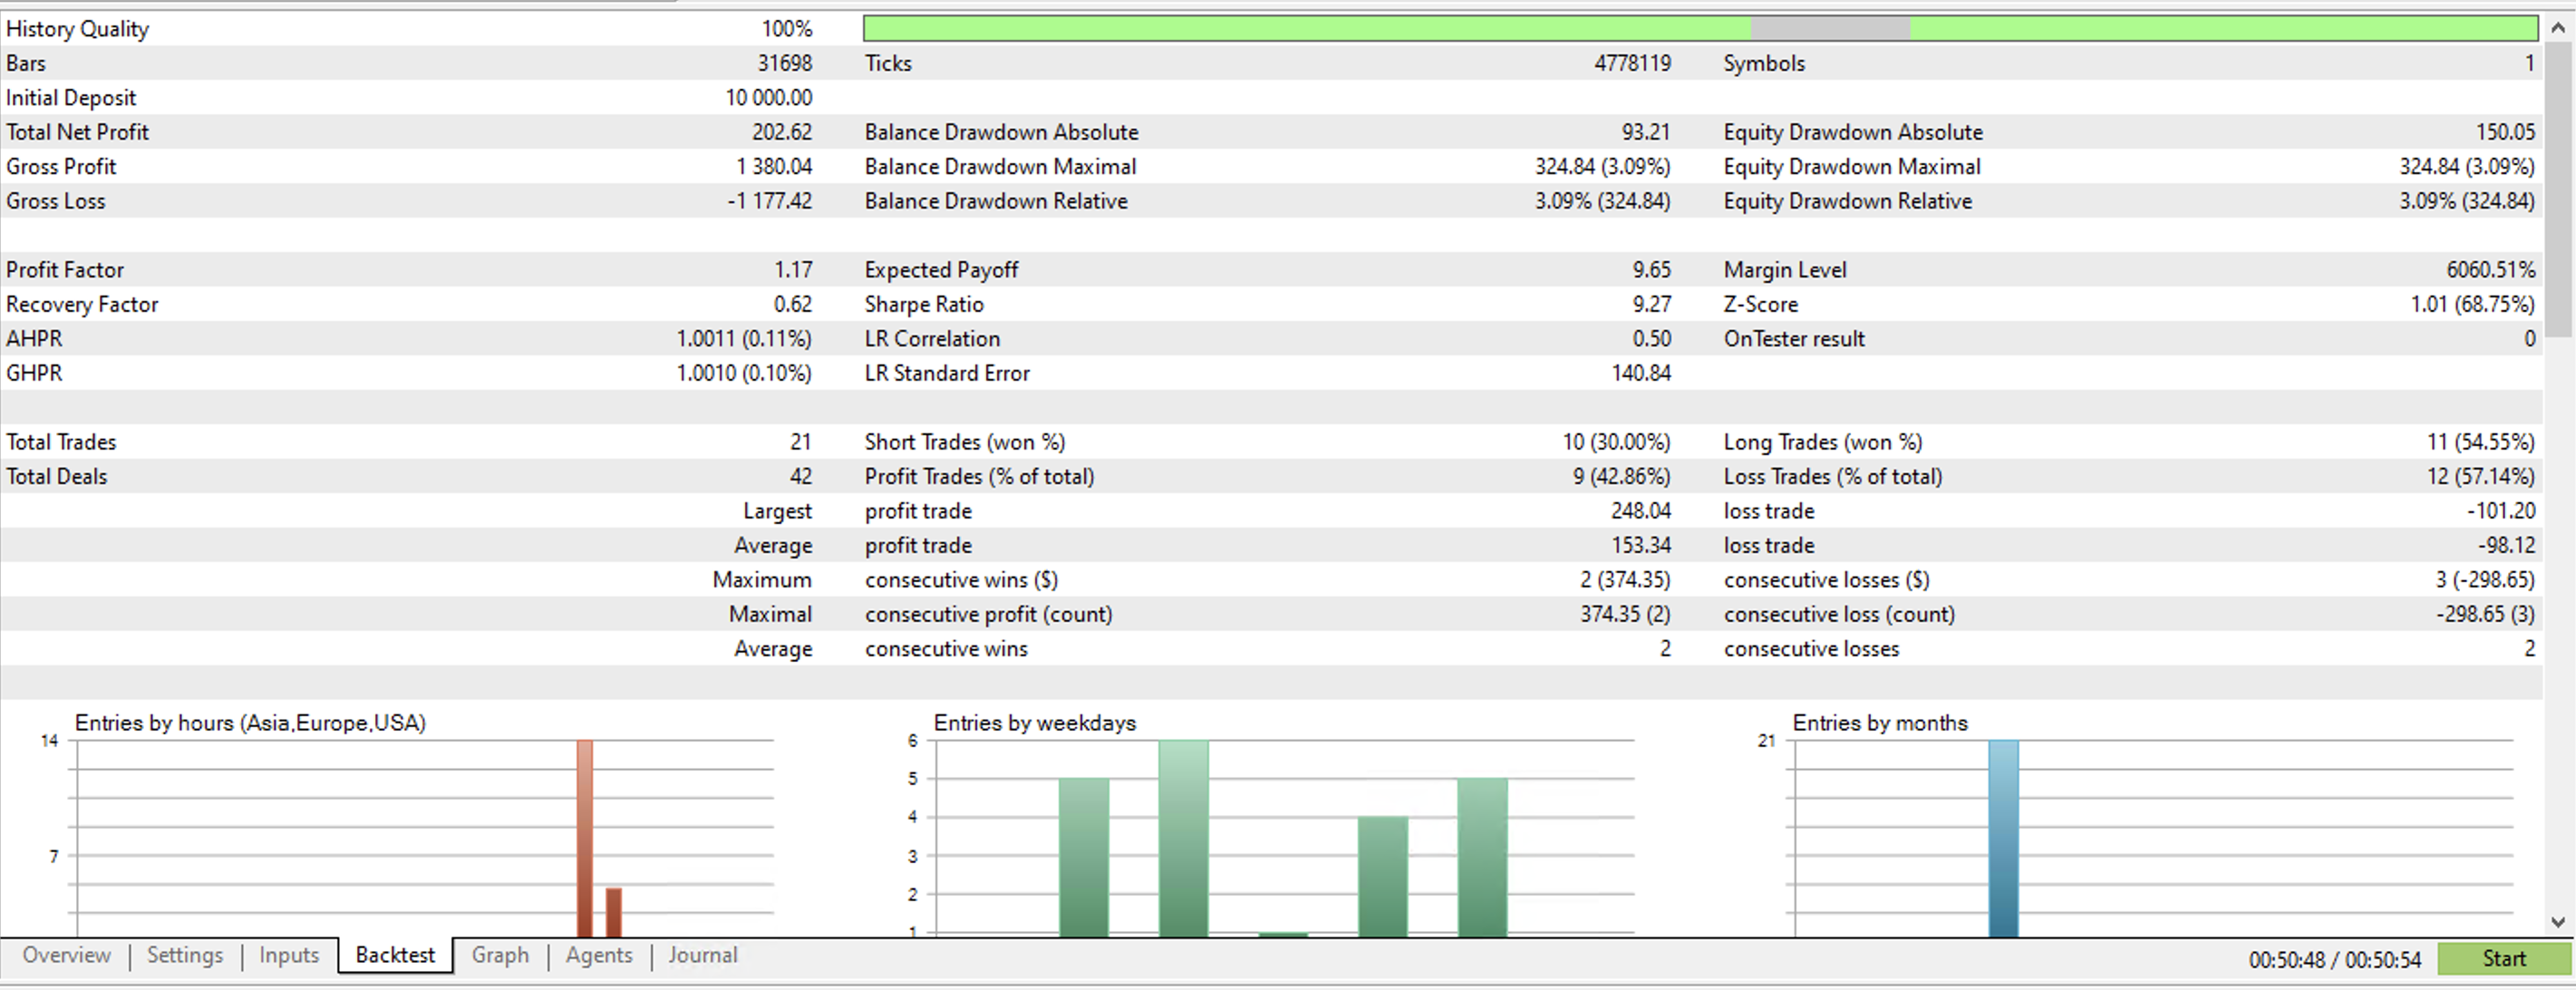 History Quality 100%
Bars 31698 Ticks 4778119 Symbols 1
Initial Deposit 10 000.00
Total Net Profit 202.62 Balance Drawdown Absolute 93.21 Equity Drawdown Absolute 150.05
Gross Profit 1 380.04 Balance Drawdown Maximal 324.84 (3.09%) Equity Drawdown Maximal 324.84 (3.09%)
Gross Loss -1 177.42 Balance Drawdown Relative 3.09% (324.84) Equity Drawdown Relative 3.09% (324.84)
Profit Factor 1.17 Expected Payoff 9.65 Margin Level 6060.51%
Recovery Factor 0.62 Sharpe Ratio 9.27 Z-Score 1.01 (68.75%)
AHPR 1.0011 (0.11%) LR Correlation 0.50 OnTester result 0
GHPR 1.0010 (0.10%) LR Standard Error 140.84
Total Trades 21 Short Trades (won %) 10 (30.00%) Long Trades (won %) 11 (54.55%)
Total Deals 42 Profit Trades (% of total) 9 (42.86%) Loss Trades (% of total) 12 (57.14%)
Largest profit trade 248.04 loss trade -101.20
Average profit trade 153.34 loss trade -98.12
Maximum consecutive wins ($) 2 (374.35) consecutive losses ($) 3 (-298.65)
Maximal consecutive profit (count) 374.35 (2) consecutive loss (count) -298.65 (3)
Average consecutive wins 2 consecutive losses 2
Entries by hours (Asia,Europe,USA) Entries by weekdays Entries by months
14 6 21
5
4
7 3
2
1
Overview Settings Inputs Backtest Graph Agents Journal 00:50:48 / 00:50:54 Start